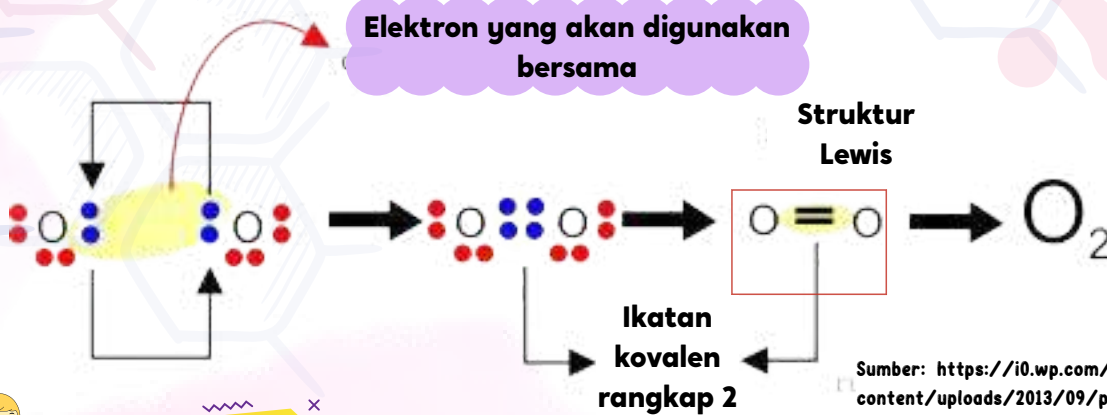 Elektron yang akan digunakan
bersama
Struktur
Lewis
O
O
O
O
O = O
O2
Ikatan
kovalen
rangkap 2
Sumber: https://i0.wp.com/
content/uploads/2013/09/p